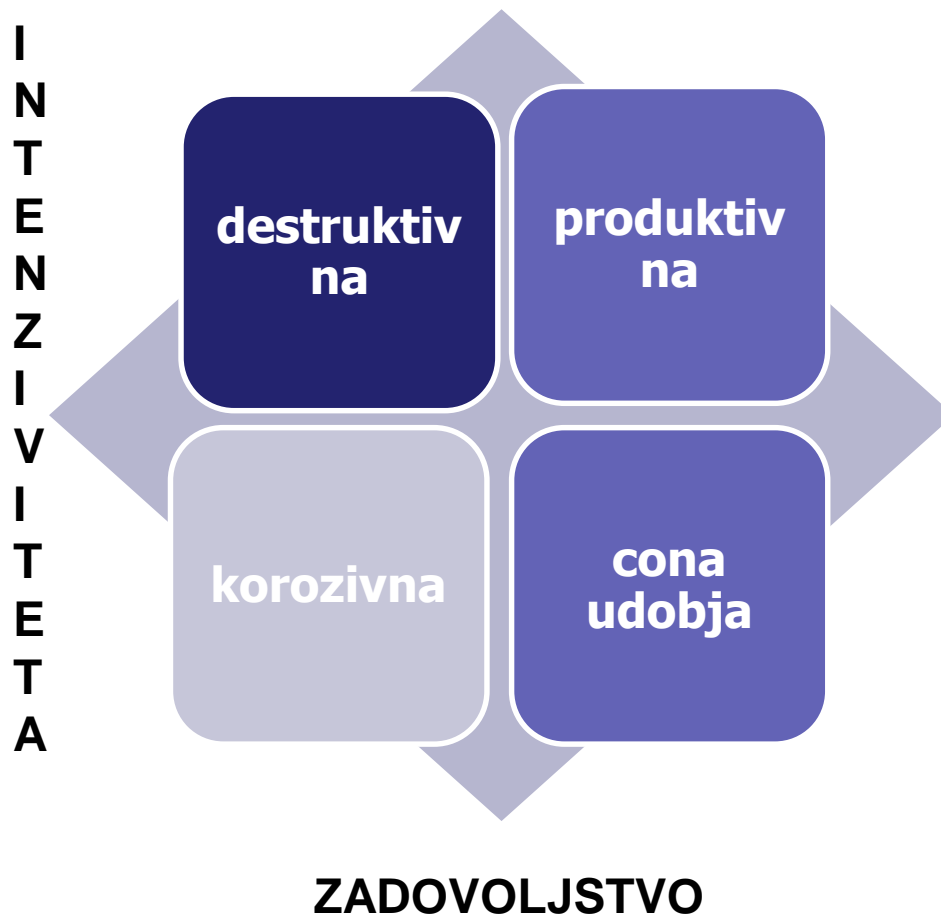 I
N
T
E
N
Z
I
V
I
T
E
T
A
destruktiv
na
produktiv
na
korozivna
cona
udobja
ZADOVOLJSTVO